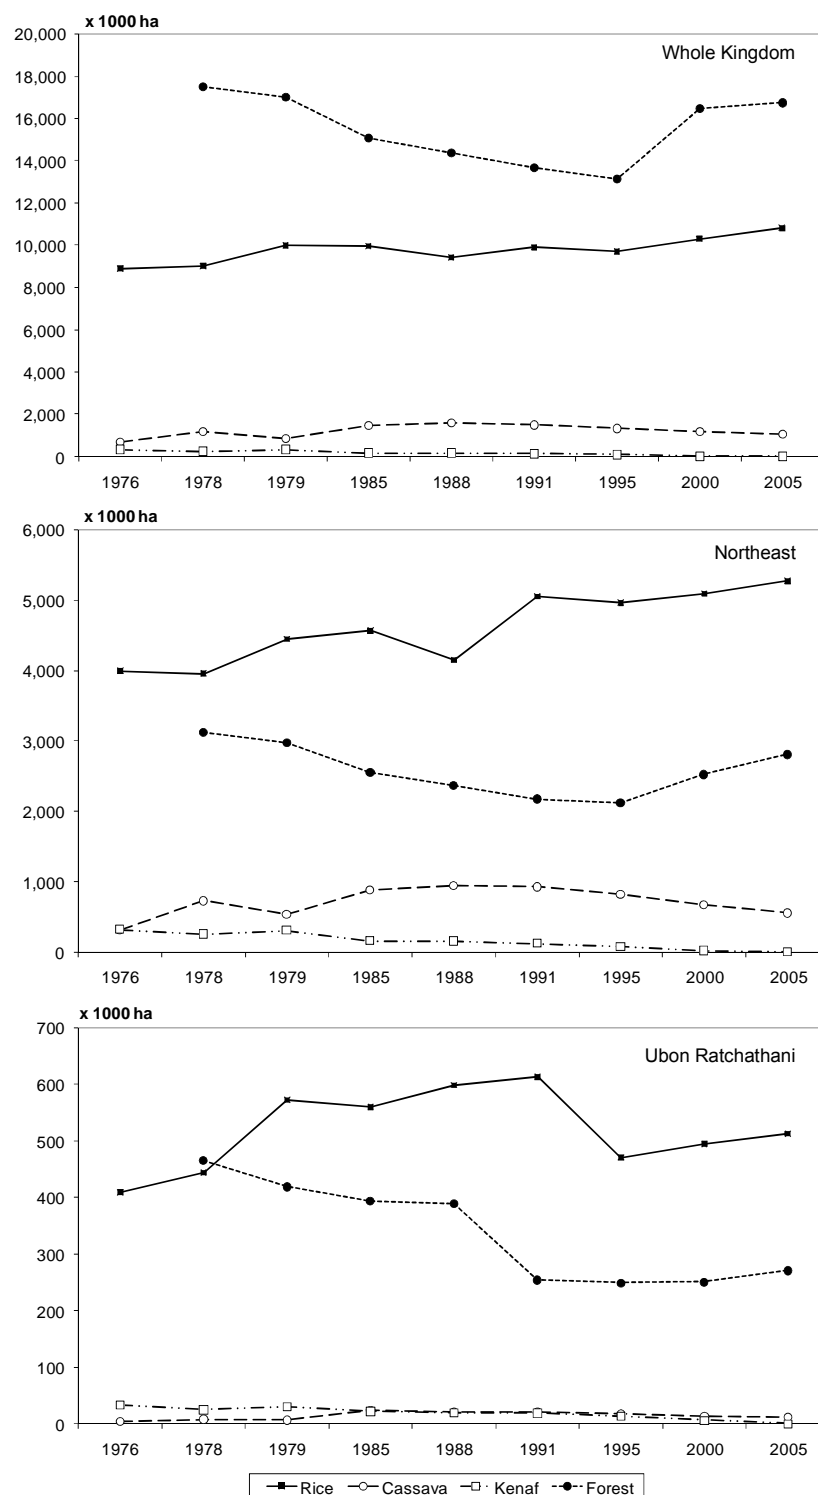 x 1000 ha
Whole Kingdom
20,000
18,000
16,000
14,000
12,000
10,000
8,000
6,000
4,000
2,000
0
1976 1978 1979 1985 1988 1991 1995 2000 2005
x 1000 ha
Northeast
6,000
5,000
4,000
3,000
2,000
1,000
0
1976 1978 1979 1985 1988 1991 1995 2000 2005
x 1000 ha
Ubon Ratchathani
700
600
500
400
300
200
100
0
1976 1978 1979 1985 1988 1991 1995 2000 2005
Rice Cassava Kenaf Forest